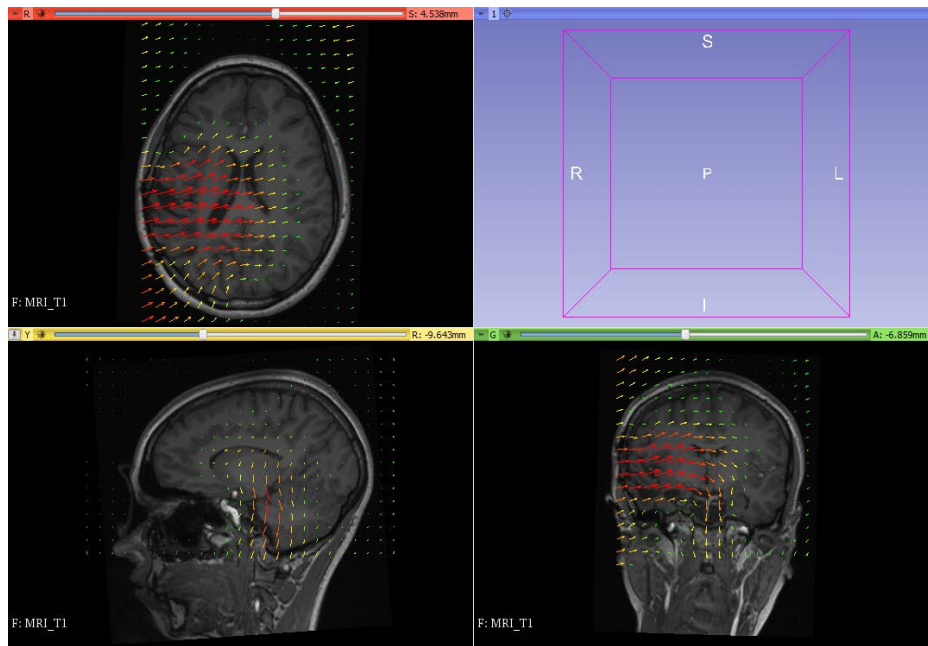 R S: 4.538mm
1
S
R P L
I
F: MRI_T1
Y R: -9.643mm
G A: -6.859mm
F: MRI_T1
F: MRI_T1